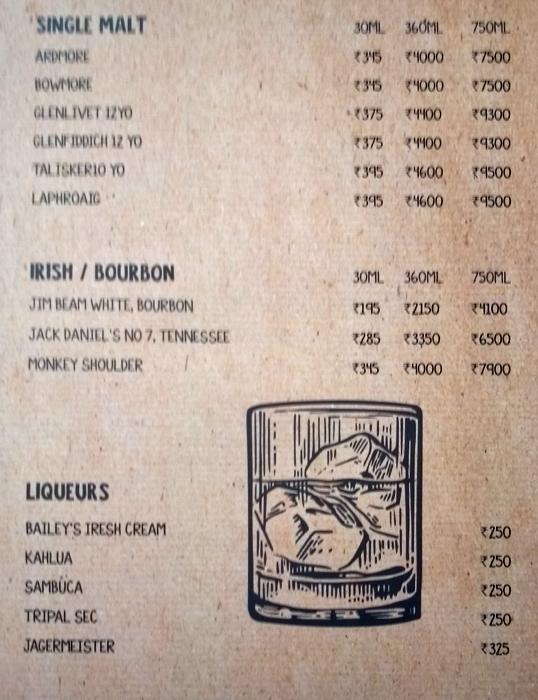 SINGLE MALT 30ML 360ML 750ML
ARDMORE ₹345 ₹4000 ₹7500
BOWMORE ₹345 ₹4000 ₹7500
GLENLIVET 12YO ₹375 ₹4400 ₹9300
GLENFIDDICH 12 YO ₹375 ₹4400 ₹9300
TALISKER10 YO ₹395 ₹4600 ₹9500
LAPHROAIG ₹395 ₹4600 ₹9500
IRISH / BOURBON 30ML 360ML 750ML
JIM BEAM WHITE, BOURBON ₹195 ₹2150 ₹4100
JACK DANIEL'S NO 7, TENNESSEE ₹285 ₹3350 ₹6500
MONKEY SHOULDER ₹345 ₹4000 ₹7900
LIQUEURS
BAILEY'S IRESH CREAM ₹250
KAHLUA ₹250
SAMBUCA ₹250
TRIPAL SEC ₹250
JAGERMEISTER ₹325